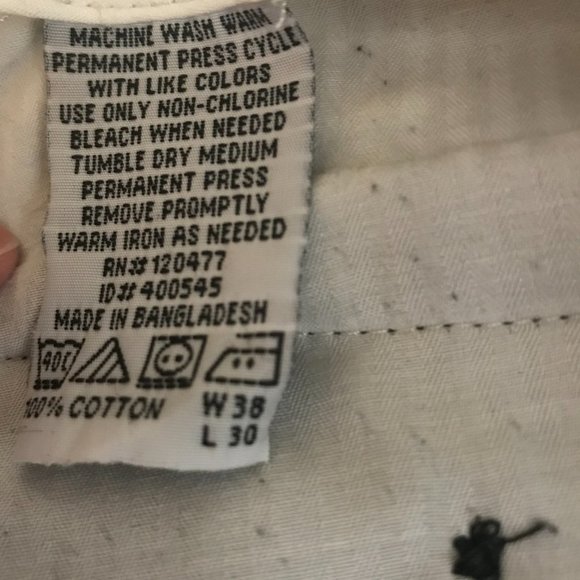 MACHINE WASH WARM
PERMANENT PRESS CYCLE
WITH LIKE COLORS
USE ONLY NON-CHLORINE
BLEACH WHEN NEEDED
TUMBLE DRY MEDIUM
PERMANENT PRESS
REMOVE PROMPTLY
WARM IRON AS NEEDED
RN# 120477
ID# 400545
MADE IN BANGLADESH
40C
100% COTTON W 38
L 30